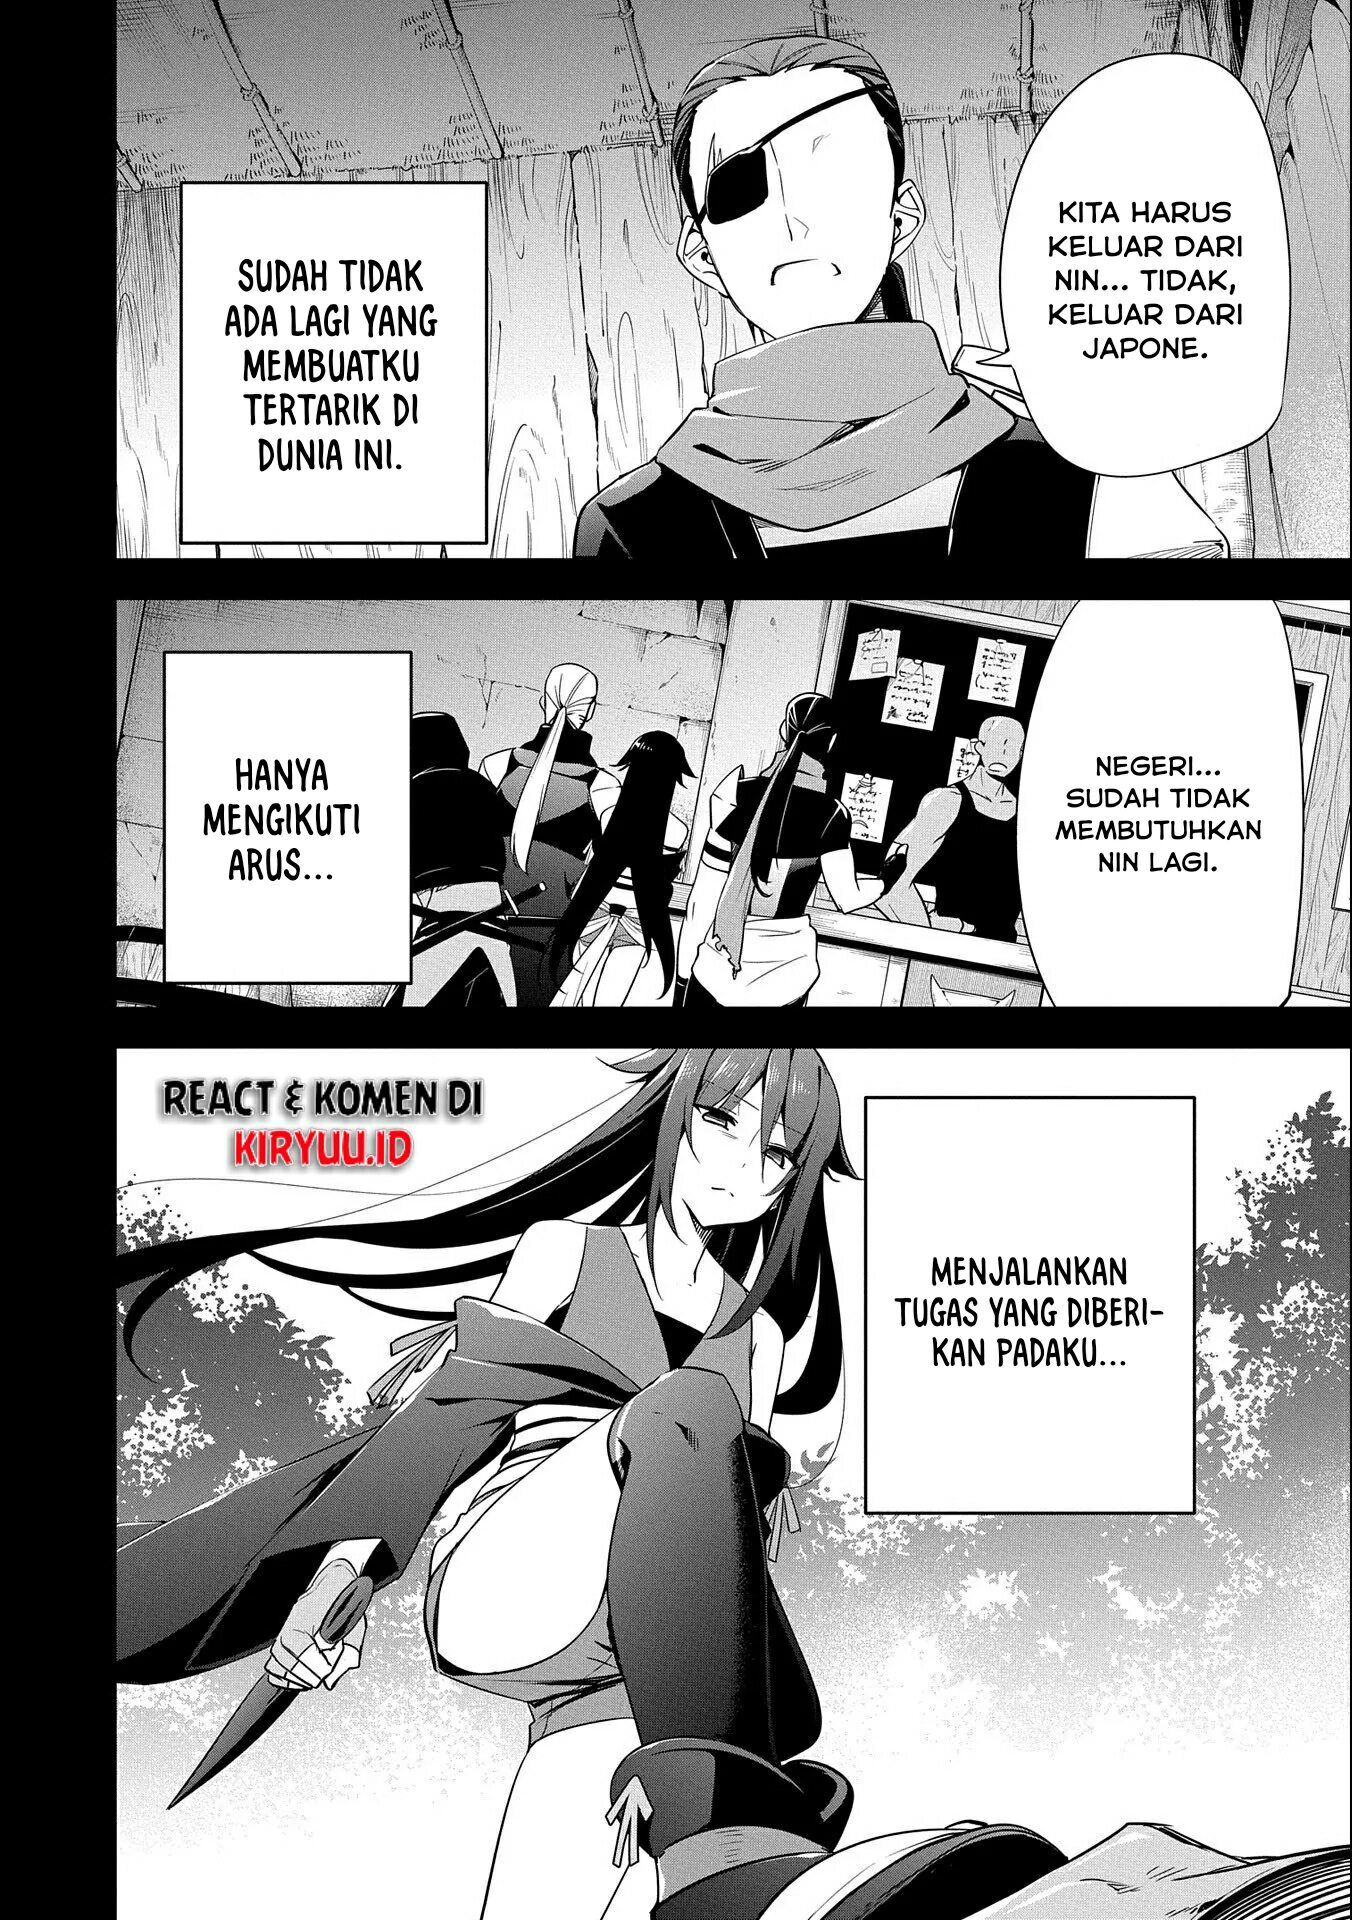 KITA HARUS
KELUAR DARI
NIN... TIDAK,
KELUAR DARI
JAPONE.
SUDAH TIDAK
ADA LAGI YANG
MEMBUATKU
TERTARIK DI
DUNIA INI.
NEGERI...
SUDAH TIDAK
MEMBUTUHKAN
NIN LAGI.
HANYA
MENGIKUTI
ARUS...
REACT & KOMEN DI
KIRYUU.ID
MENJALANKAN
TUGAS YANG DIBERI-
KAN PADAKU...